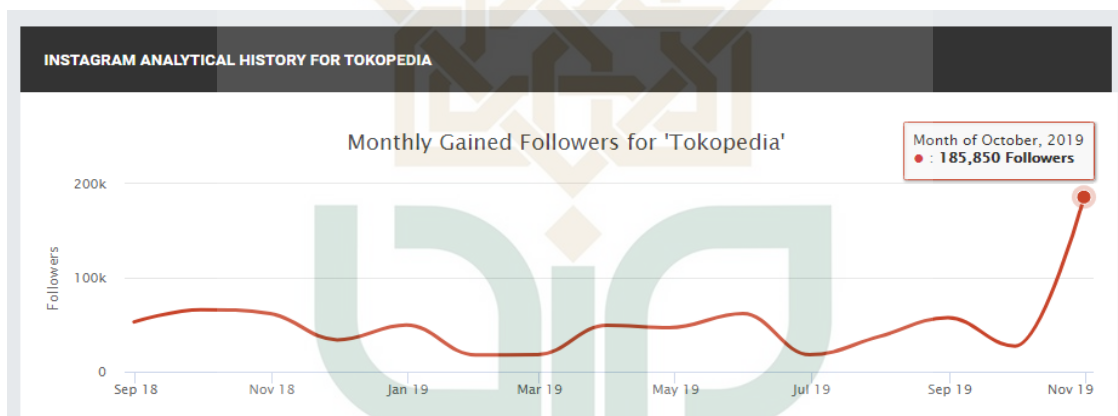 INSTAGRAM ANALYTICAL HISTORY FOR TOKOPEDIA
Monthly Gained Followers for 'Tokopedia'
Month of October, 2019
● : 185,850 Followers
200k
100k
0
Followers
Sep 18 Nov 18 Jan 19 Mar 19 May 19 Jul 19 Sep 19 Nov 19